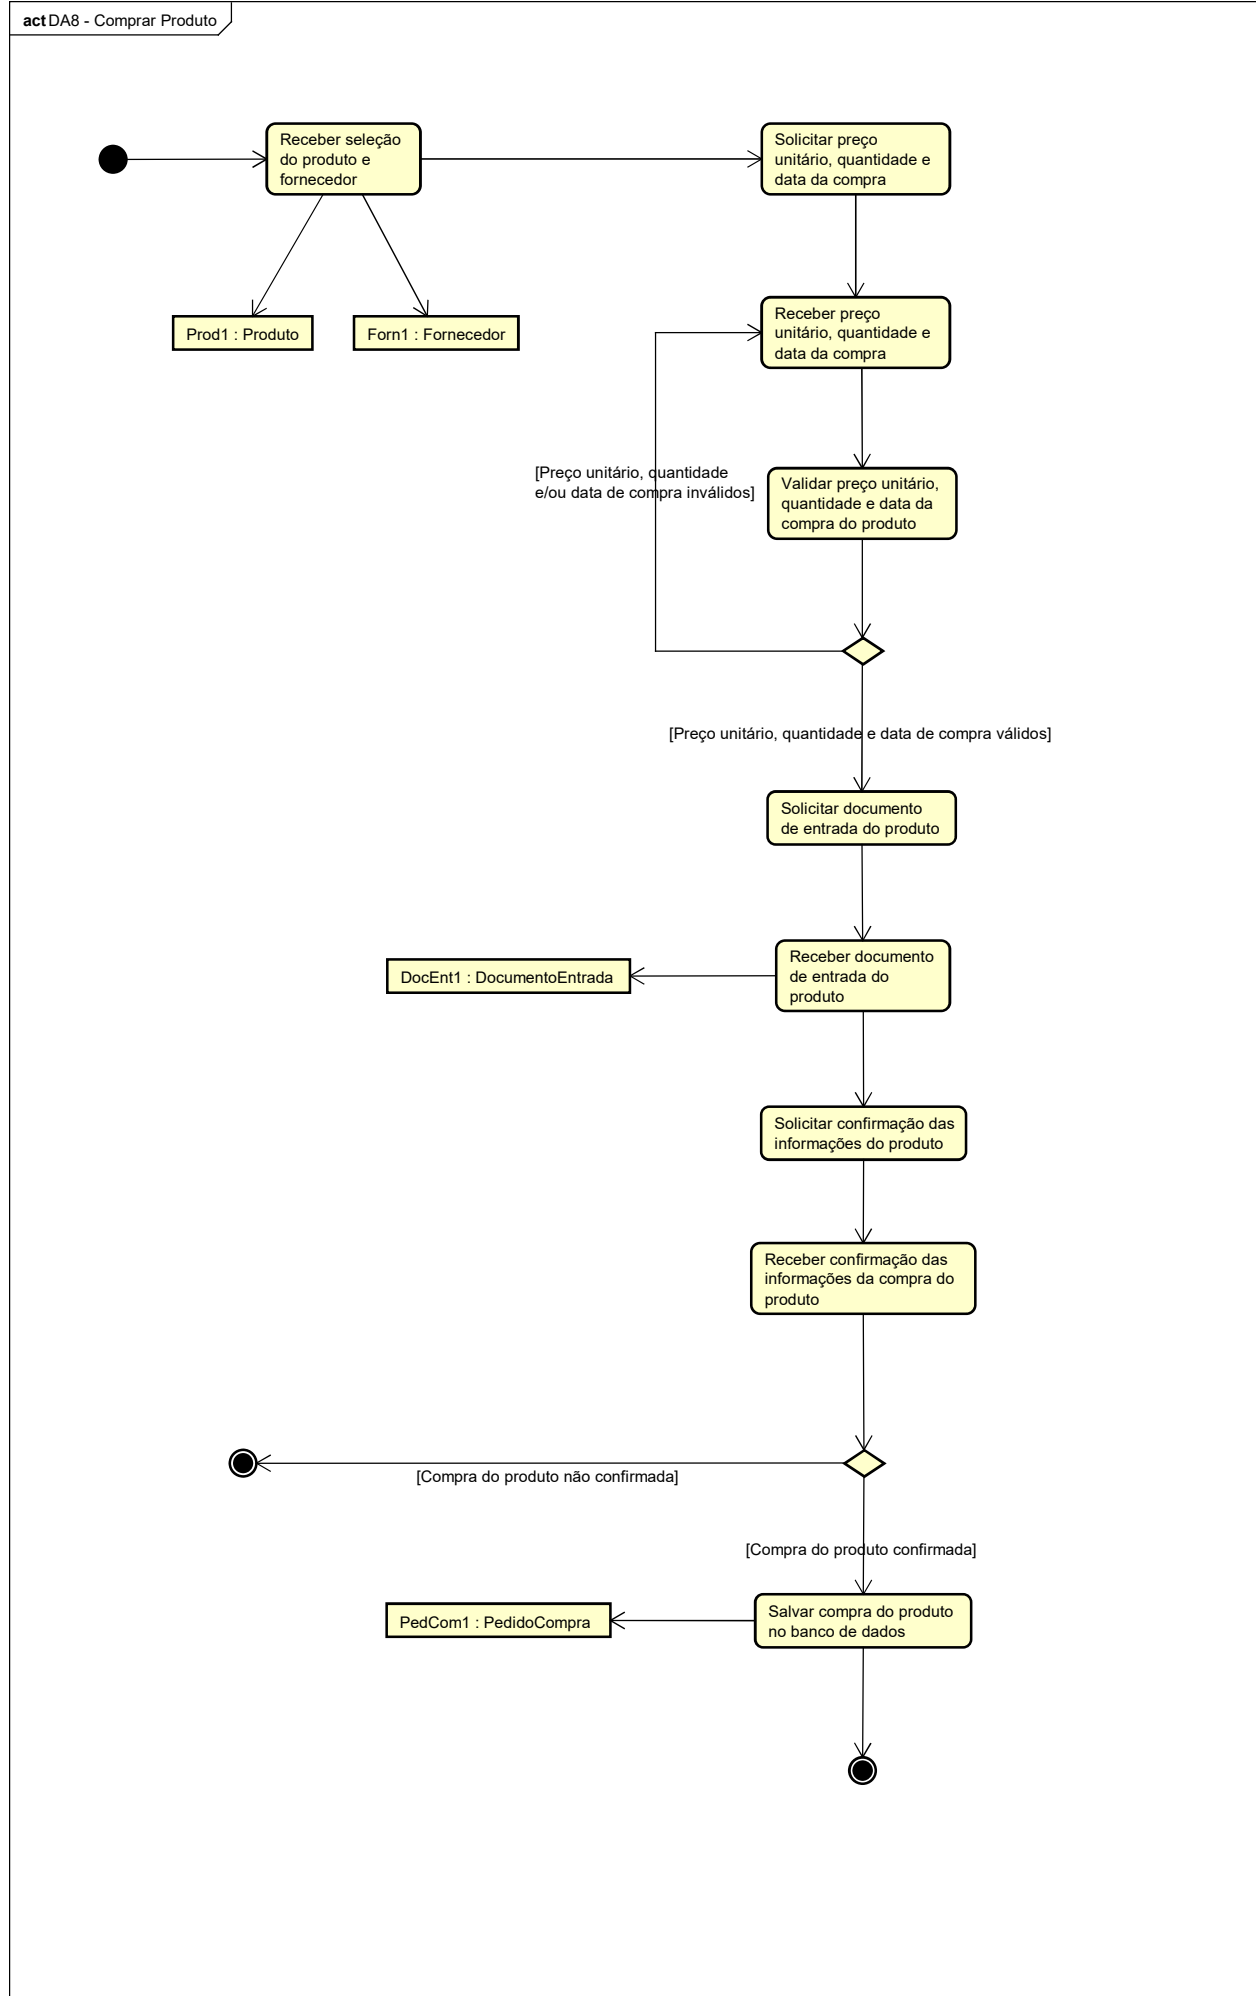 act DA8 - Comprar Produto
Receber seleção
do produto e
fornecedor
Solicitar preço
unitário, quantidade e
data da compra
Prod1 : Produto
Forn1 : Fornecedor
Receber preço
unitário, quantidade e
data da compra
[Preço unitário, quantidade
e/ou data de compra inválidos]
Validar preço unitário,
quantidade e data da
compra do produto
[Preço unitário, quantidade e data de compra válidos]
Solicitar documento
de entrada do produto
DocEnt1 : DocumentoEntrada
Receber documento
de entrada do
produto
Solicitar confirmação das
informações do produto
Receber confirmação das
informações da compra do
produto
[Compra do produto não confirmada]
[Compra do produto confirmada]
PedCom1 : PedidoCompra
Salvar compra do produto
no banco de dados